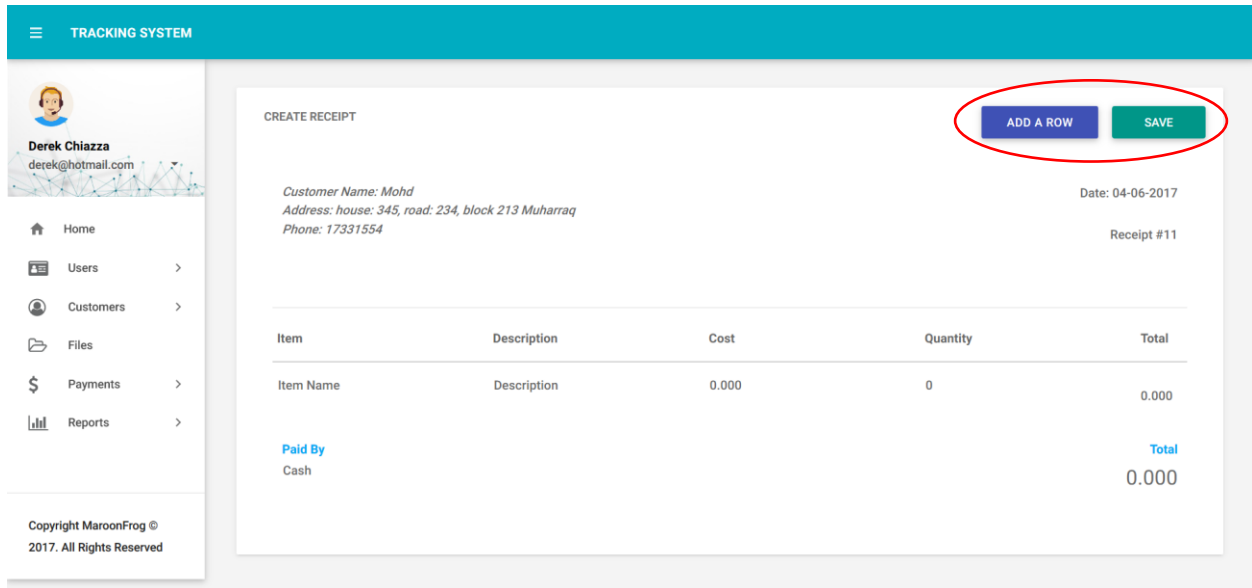 TRACKING SYSTEM
Derek Chiazza
derek@hotmail.com
Home
Users
Customers
Files
Payments
Reports
Copyright MaroonFrog ©
2017. All Rights Reserved
CREATE RECEIPT
ADD A ROW SAVE
Customer Name: Mohd
Address: house: 345, road: 234, block 213 Muharraq
Phone: 17331554
Date: 04-06-2017
Receipt #11
Item Description Cost Quantity Total
Item Name Description 0.000 0 0.000
Paid By Total
Cash 0.000